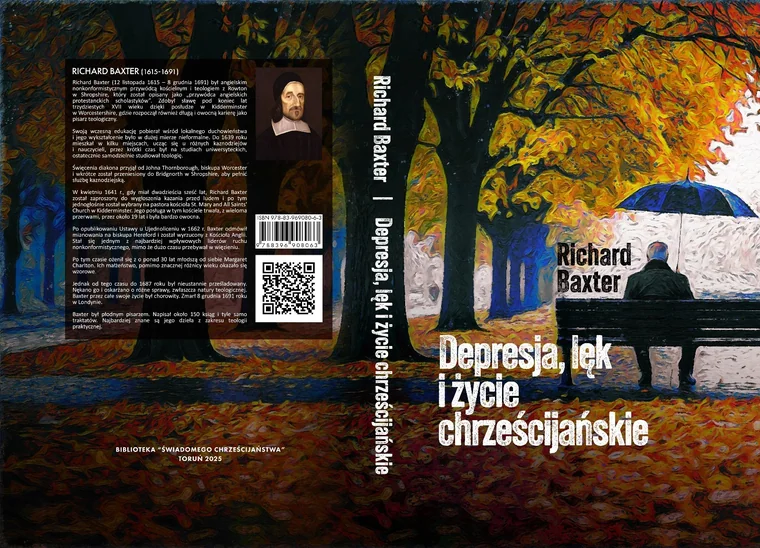 RICHARD BAXTER (1615-1691)
Richard Baxter (12 listopada 1615 – 8 grudnia 1691) był angielskim
nonkonformistycznym przywódcą kościelnym i teologiem z Rowton
w Shropshire, który został opisany jako „przywódca angielskich
protestanckich scholastyków”. Zdobył sławę pod koniec lat
trzydziestych XVII wieku dzięki posłudze w Kidderminster
w Worcestershire, gdzie rozpoczął również długą i owocną karierę jako
pisarz teologiczny.
Swoją wczesną edukację pobierał wśród lokalnego duchowieństwa
i jego wykształcenie było w dużej mierze nieformalne. Do 1639 roku
mieszkał w kilku miejscach, ucząc się u różnych kaznodziejów
i nauczycieli, przez krótki czas był na studiach uniwersyteckich,
ostatecznie samodzielnie studiował teologię.
Święcenia diakona przyjął od Johna Thornborough, biskupa Worcester
i wkrótce został przeniesiony do Bridgnorth w Shropshire, aby pełnić
służbę kaznodziejską.
W kwietniu 1641 r., gdy miał dwadzieścia sześć lat, Richard Baxter
został zaproszony do wygłoszenia kazania przed ludem i po tym
jednogłośnie został wybrany na pastora kościoła St. Mary and All Saints'
Church w Kidderminster. Jego posługa w tym kościele trwała, z wieloma
przerwami, przez około 19 lat i była bardzo owocna.
Po opublikowaniu Ustawy o Ujednoliceniu w 1662 r. Baxter odmówił
mianowania na biskupa Hereford i został wyrzucony z Kościoła Anglii.
Stał się jednym z najbardziej wpływowych liderów ruchu
nonkonformistycznego, mimo że dużo czasu przebywał w więzieniu.
Po tym czasie ożenił się z o ponad 20 lat młodszą od siebie Margaret
Charlton. Ich małżeństwo, pomimo znacznej różnicy wieku okazało się
wzorowe.
Jednak od tego czasu do 1687 roku był nieustannie prześladowany.
Nękano go i oskarżano o różne sprawy, zwłaszcza natury teologicznej.
Baxter przez całe swoje życie był chorowity. Zmarł 8 grudnia 1691 roku
w Londynie.
Baxter był płodnym pisarzem. Napisał około 150 ksiąg i tyle samo
traktatów. Najbardziej znane są jego dzieła z zakresu teologii
praktycznej.
ISBN 978-83-969080-6-3
9 788396 908063
BIBLIOTEKA "ŚWIADOMEGO CHRZEŚCIJAŃSTWA"
TORUŃ 2025
Richard Baxter | Depresja, lęk i życie chrześcijańskie
Richard
Baxter
Depresja, lęk
i życie
chrześcijańskie